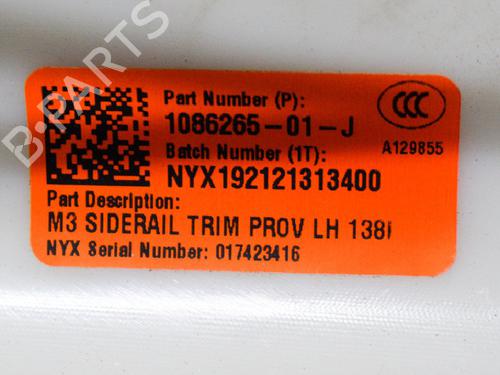 B-PARTS
Part Number (P):
1086265-01-J
Batch Number (1T):
NYX192121313400
CCC
A129855
Part Description:
M3 SIDERAIL TRIM PROV LH 138I
NYX Serial Number: 017423416